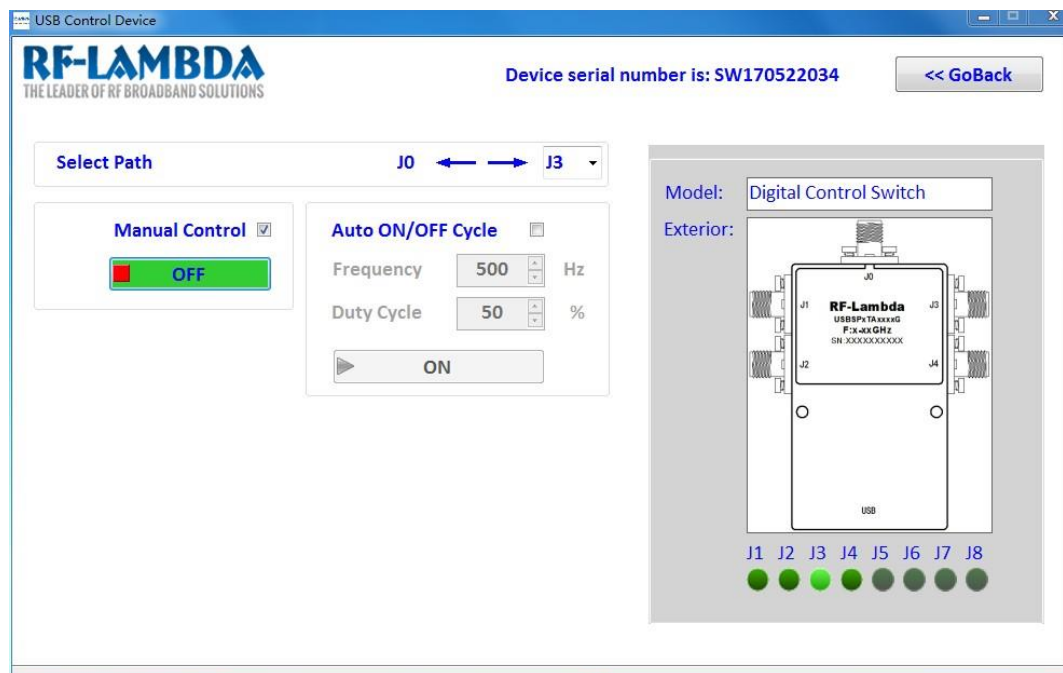 USB Control Device
RF-LAMBDA
THE LEADER OF RF BROADBAND SOLUTIONS
Device serial number is: SW170522034
<< GoBack
Select Path J0 J3
Manual Control
OFF
Auto ON/OFF Cycle
Frequency 500 Hz
Duty Cycle 50 %
ON
Model: Digital Control Switch
Exterior:
J0
J1 RF-Lambda J3
USBSPxTAxxxxG
F:x-xxGHz
SN:XXXXXXXXXX
J2 J4
USB
J1 J2 J3 J4 J5 J6 J7 J8